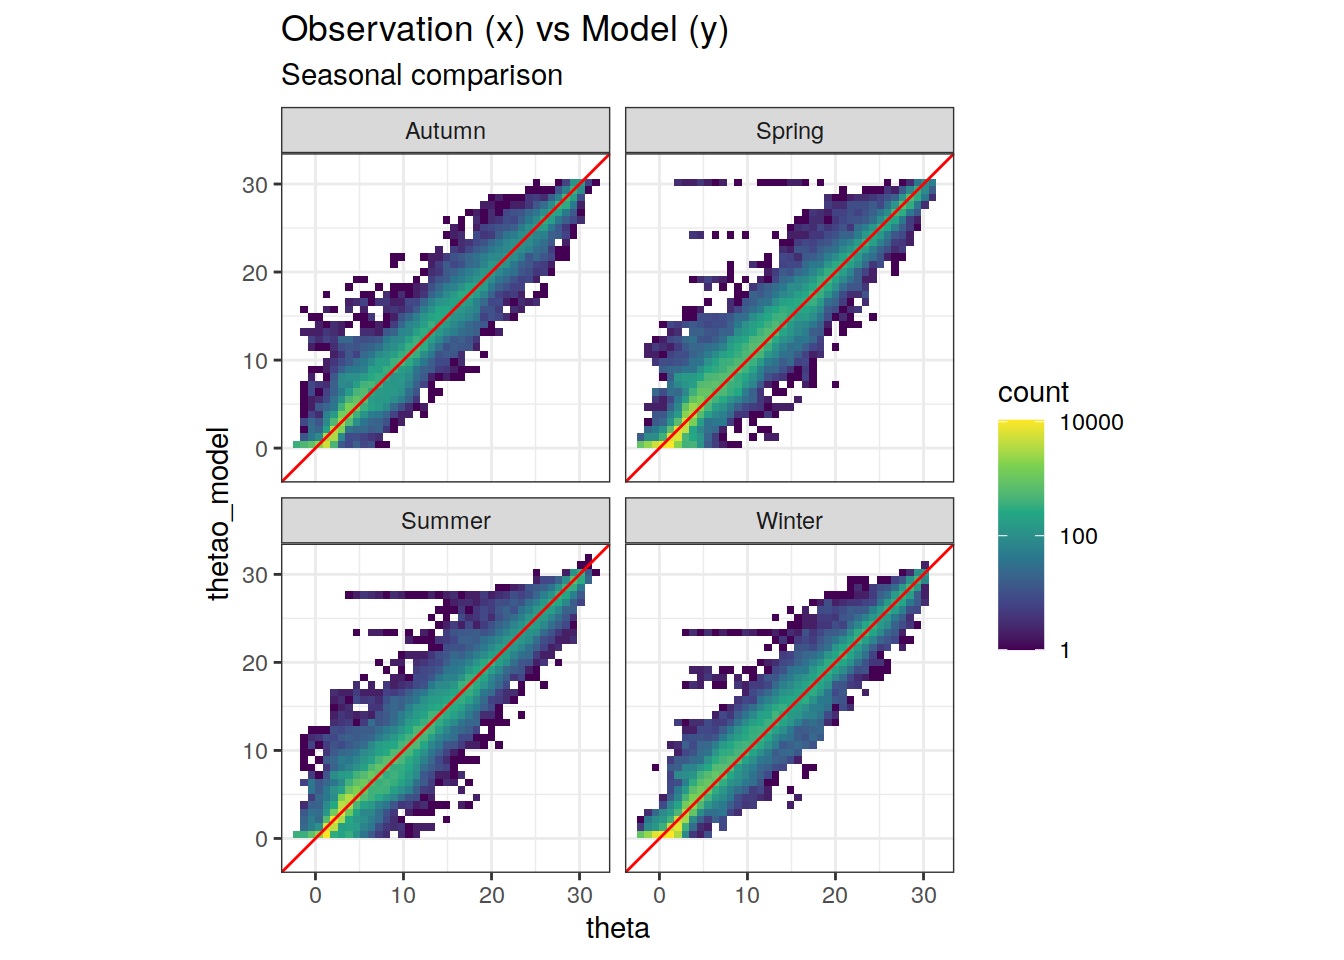 Observation (x) vs Model (y)
Seasonal comparison
Autumn
Spring
30
20
10
0
Summer
Winter
30
20
10
0
0
10
20
30
0
10
20
30
theta
thetao_model
count
10000
100
1